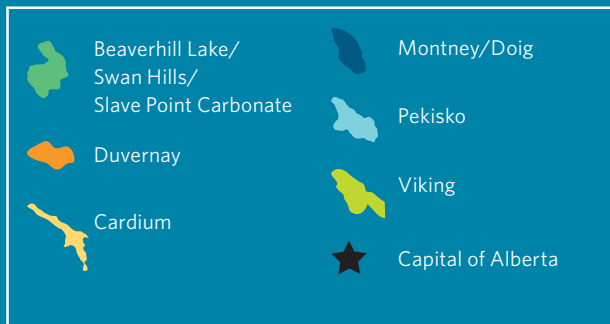 Beaverhill Lake/
Swan Hills/
Slave Point Carbonate
Duvernay
Cardium
Montney/Doig
Pekisko
Viking
Capital of Alberta